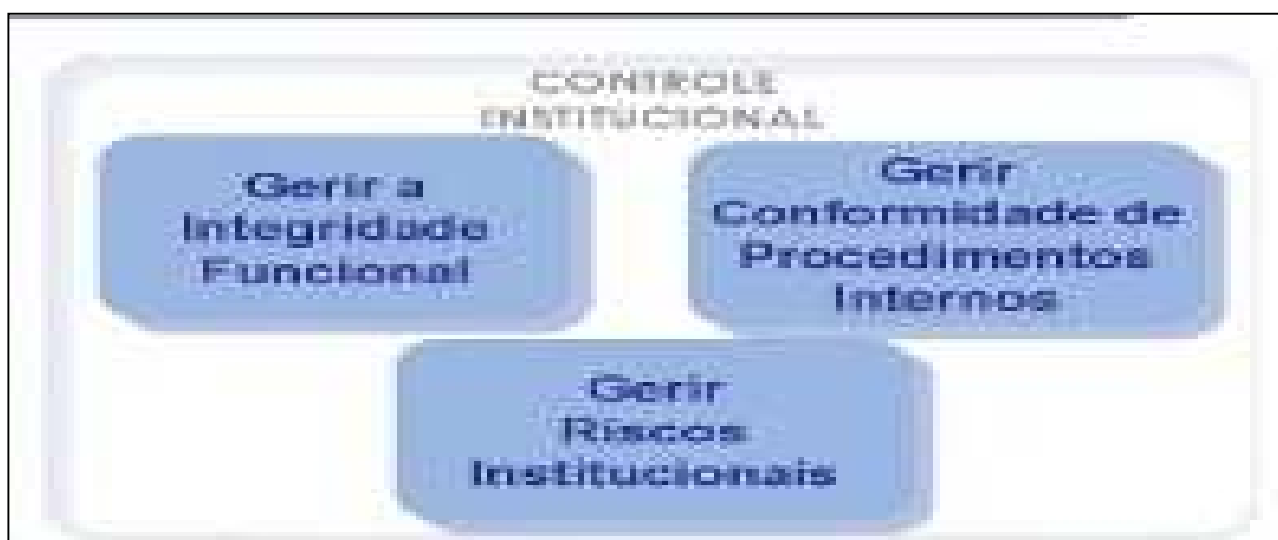 CONTROLE
INSTITUCIONAL
Gerir a
Integridade
Funcional
Gerir
Conformidade de
Procedimentos
Internos
Gerir
Riscos
Institucionais